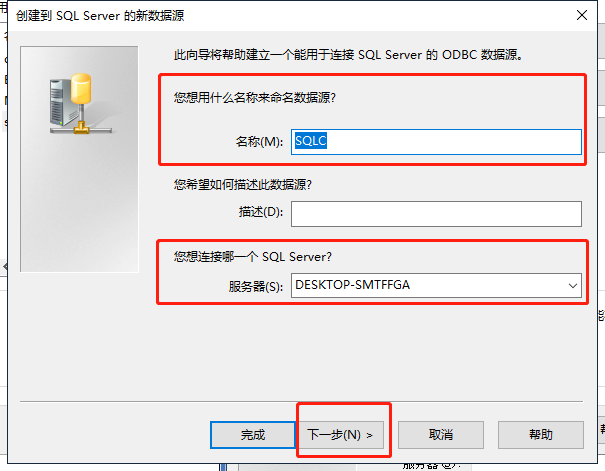 创建到 SQL Server 的新数据源
此向导将帮助建立一个能用于连接 SQL Server 的 ODBC 数据源。
您想用什么名称来命名数据源?
名称(M): SQLC
您希望如何描述此数据源?
描述(D):
您想连接哪一个 SQL Server?
服务器(S): DESKTOP-SMTFFGA
完成 下一步(N) > 取消 帮助